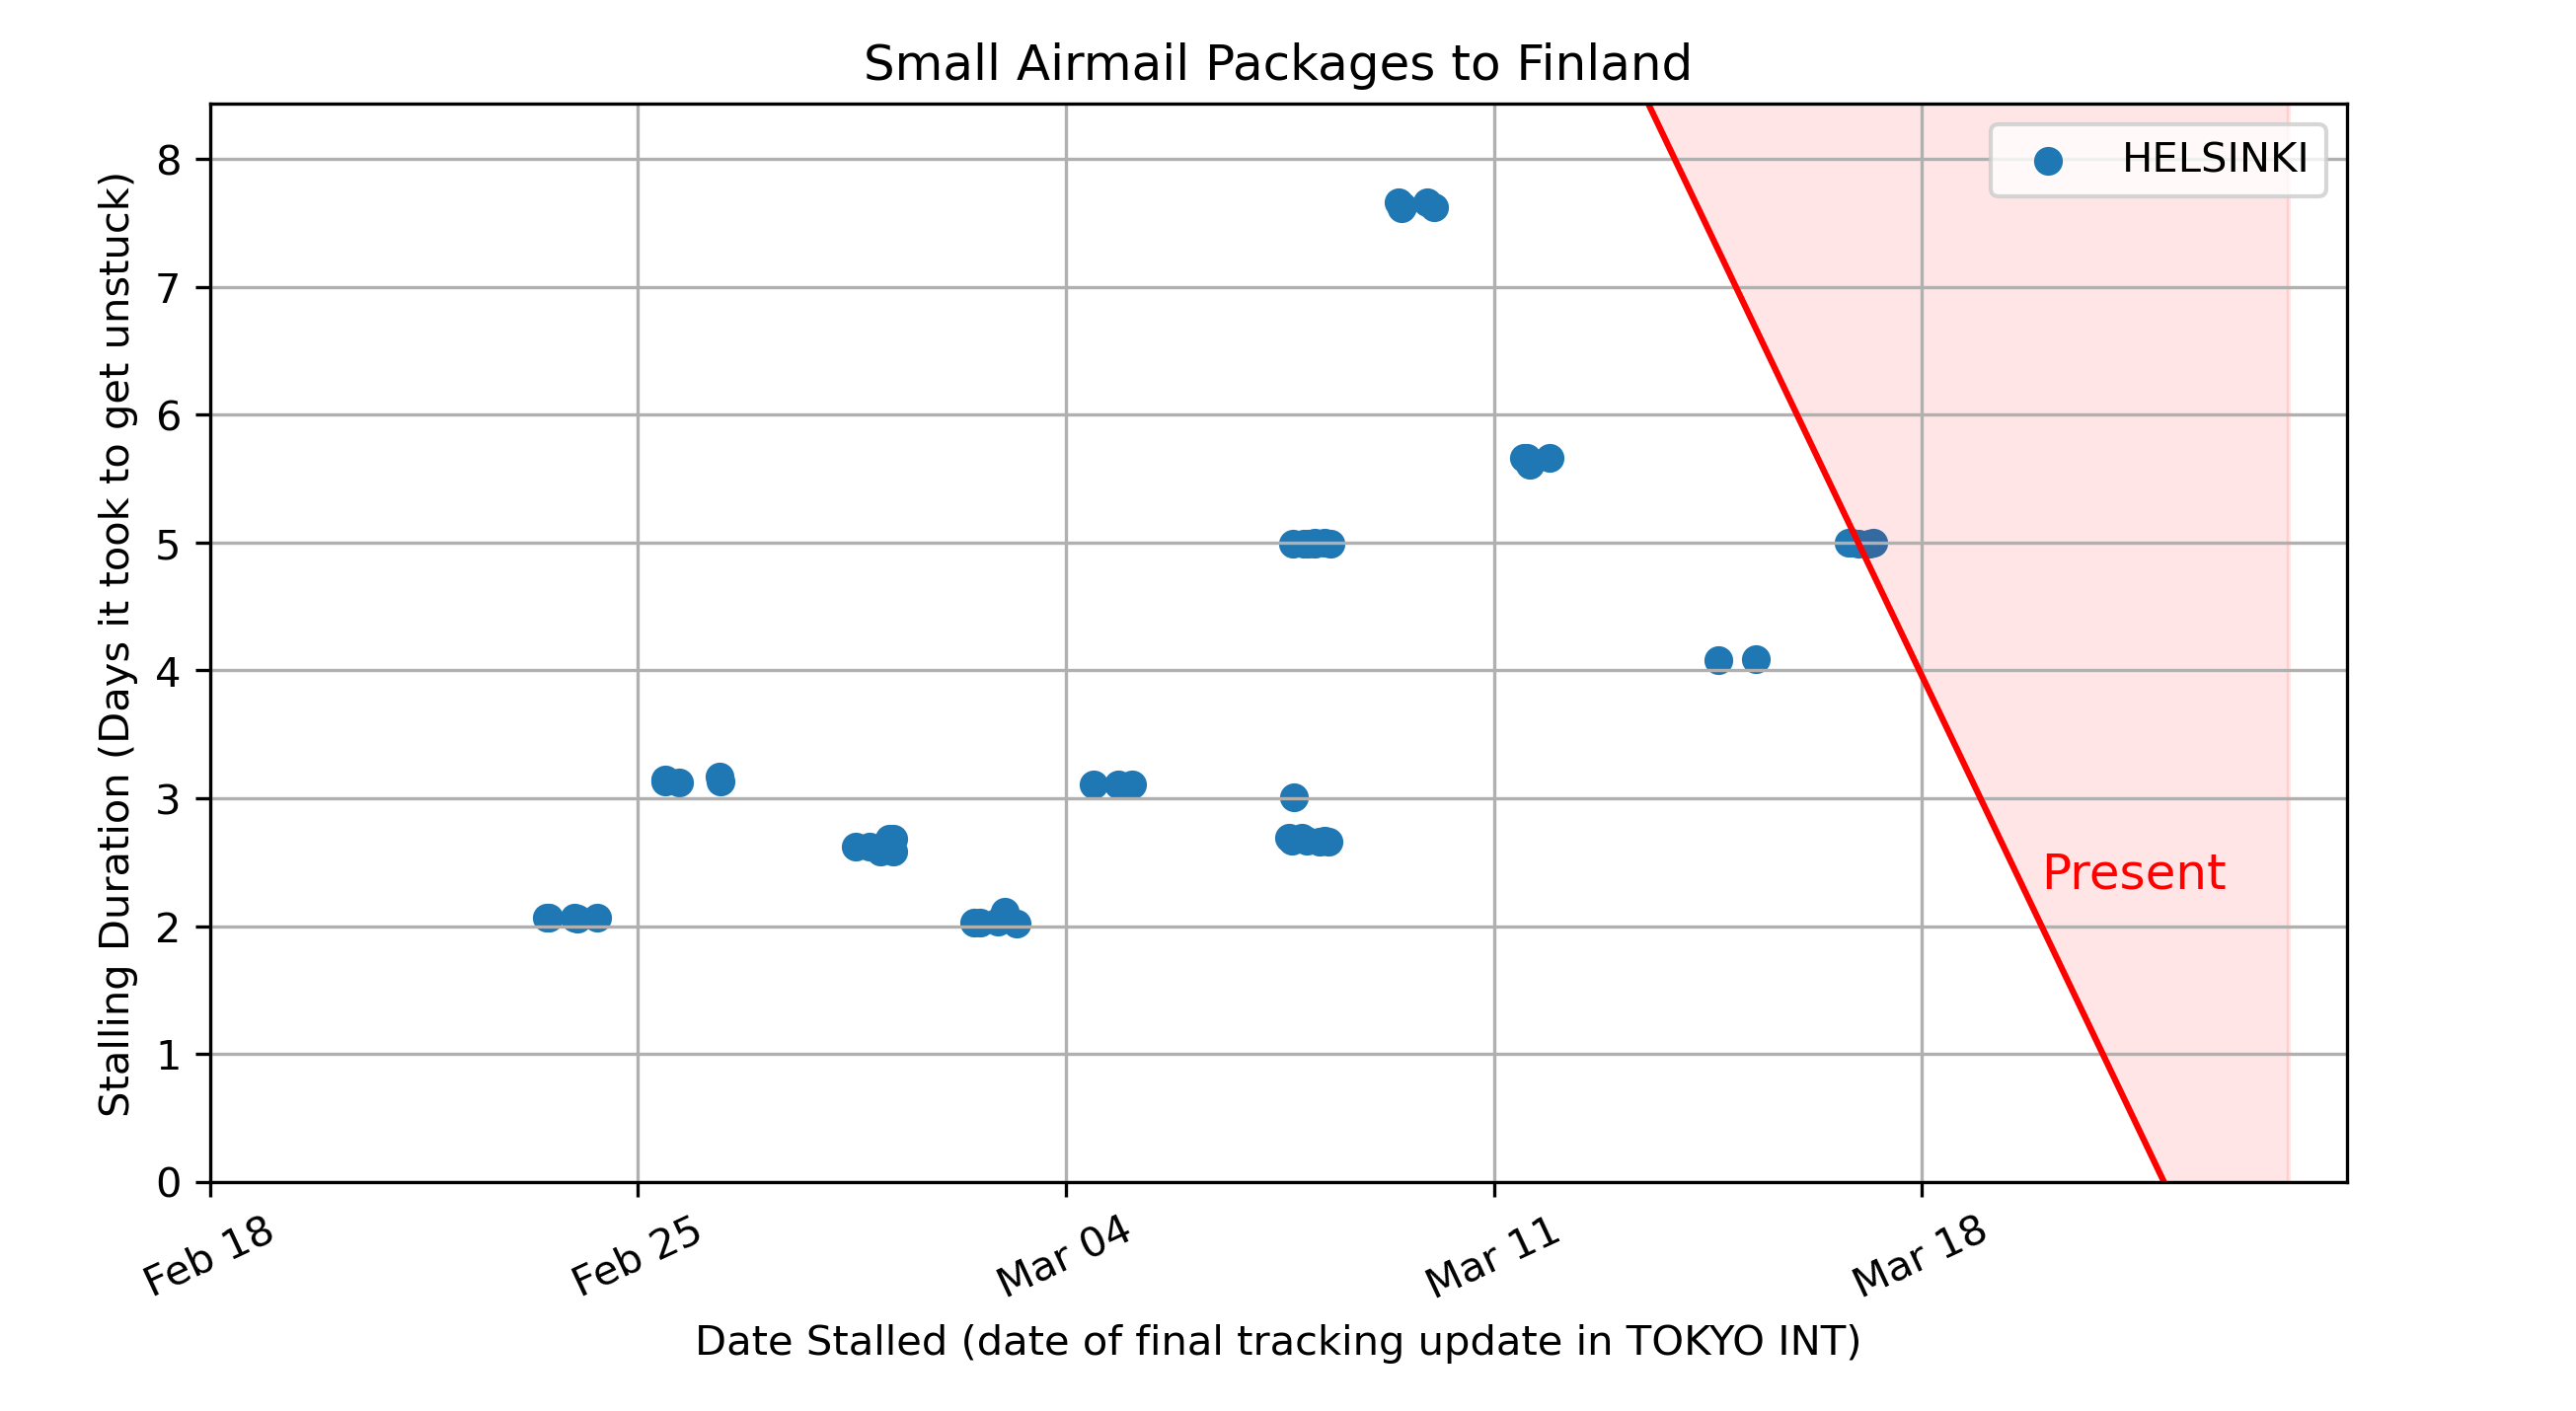 Small Airmail Packages to Finland
Stalling Duration (Days it took to get unstuck)
8
7
6
5
4
3
2
1
0
HELSINKI
Present
Feb 18
Feb 25
Mar 04
Mar 11
Mar 18
Date Stalled (date of final tracking update in TOKYO INT)